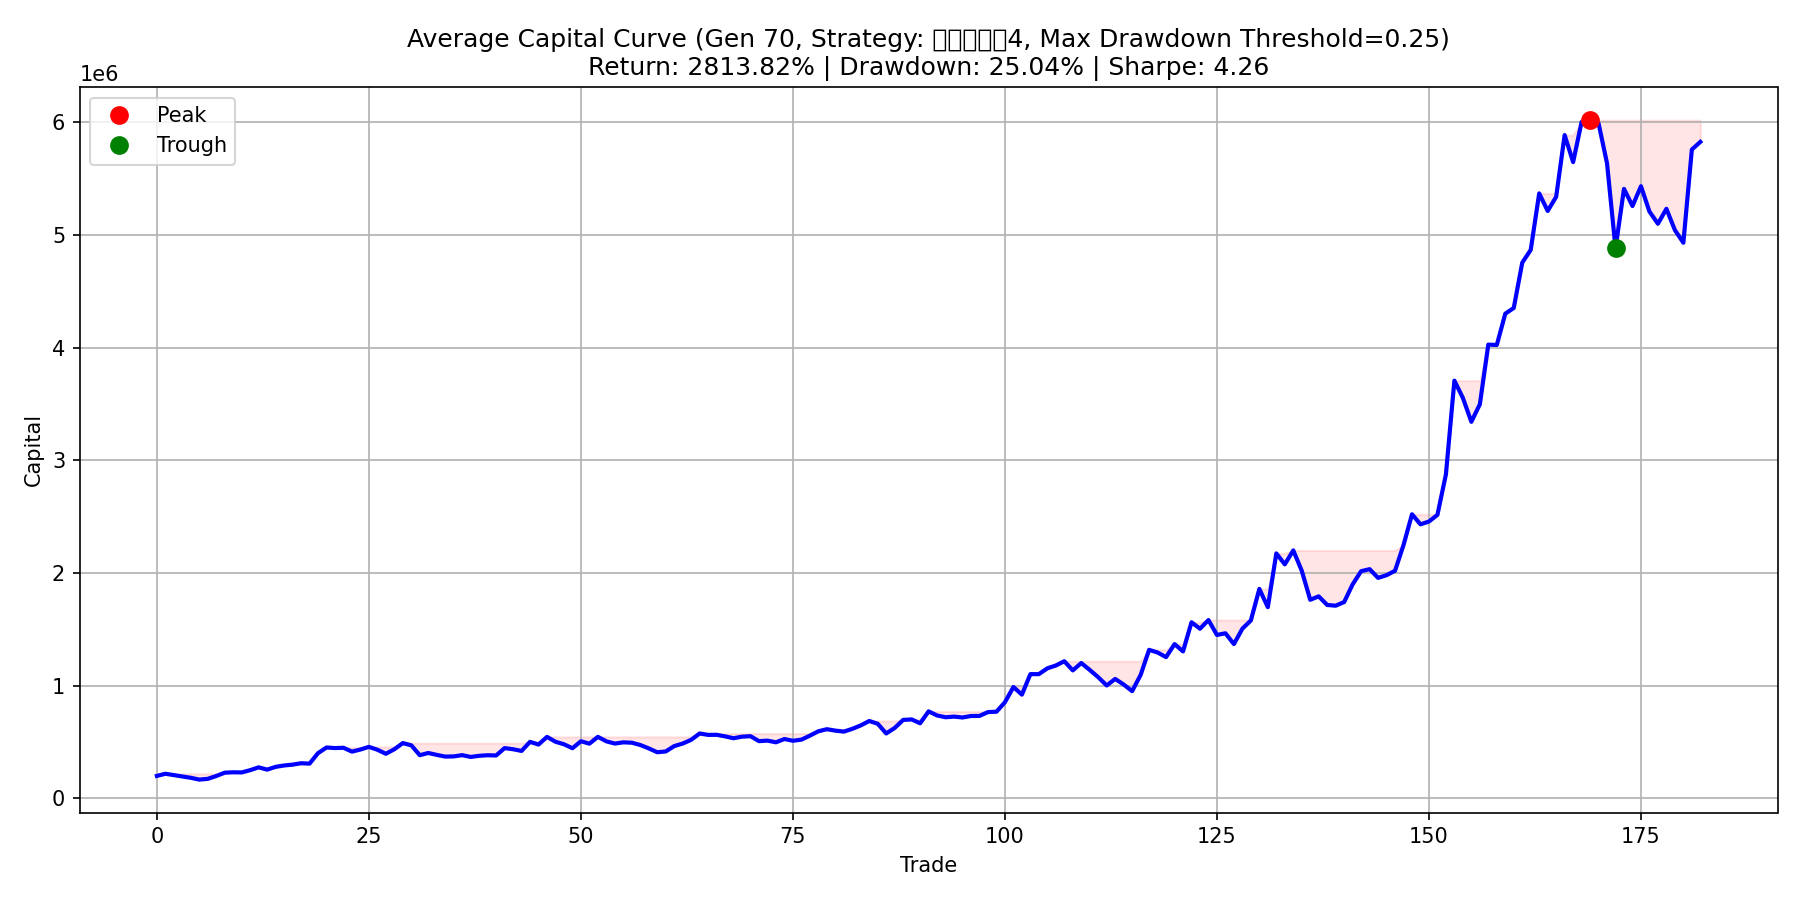 Average Capital Curve (Gen 70, Strategy: □□□□□4, Max Drawdown Threshold=0.25)
Return: 2813.82% | Drawdown: 25.04% | Sharpe: 4.26
1e6
Peak
Trough
6
5
4
3
2
1
0
Capital
0 25 50 75 100 125 150 175
Trade